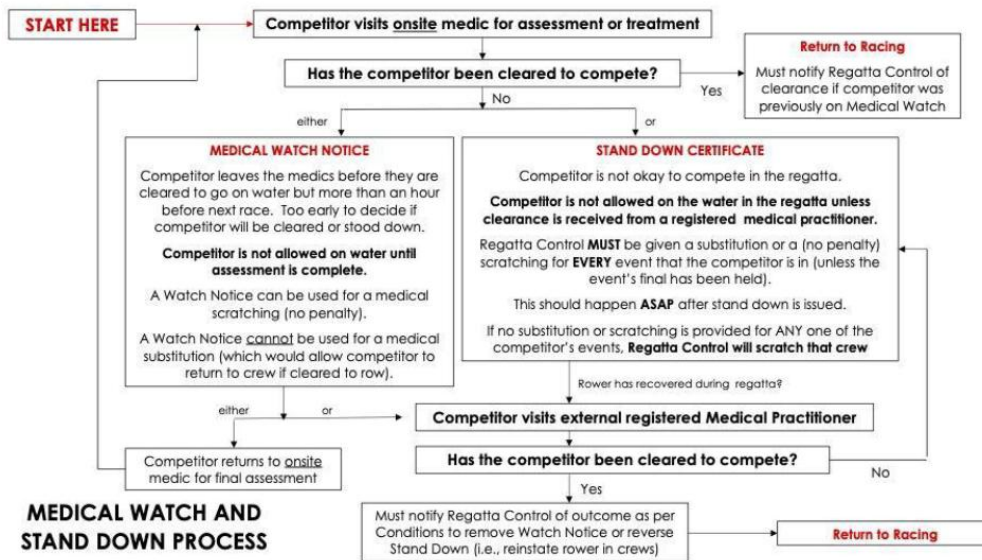 START HERE
Competitor visits onsite medic for assessment or treatment
Has the competitor been cleared to compete?
Yes
No
Return to Racing
Must notify Regatta Control of
clearance if competitor was
previously on Medical Watch
either
or
MEDICAL WATCH NOTICE
Competitor leaves the medics before they are
cleared to go on water but more than an hour
before next race. Too early to decide if
competitor will be cleared or stood down.
Competitor is not allowed on water until
assessment is complete.
A Watch Notice can be used for a medical
scratching (no penalty).
A Watch Notice cannot be used for a medical
substitution (which would allow competitor to
return to crew if cleared to row).
STAND DOWN CERTIFICATE
Competitor is not okay to compete in the regatta.
Competitor is not allowed on the water in the regatta unless
clearance is received from a registered medical practitioner.
Regatta Control MUST be given a substitution or a (no penalty)
scratching for EVERY event that the competitor is in (unless the
event's final has been held).
This should happen ASAP after stand down is issued.
If no substitution or scratching is provided for ANY one of the
competitor's events, Regatta Control will scratch that crew
Rower has recovered during regatta?
either
or
Competitor visits external registered Medical Practitioner
Competitor returns to onsite
medic for final assessment
Has the competitor been cleared to compete?
No
Yes
MEDICAL WATCH AND
STAND DOWN PROCESS
Must notify Regatta Control of outcome as per
Conditions to remove Watch Notice or reverse
Stand Down (i.e., reinstate rower in crews)
Return to Racing